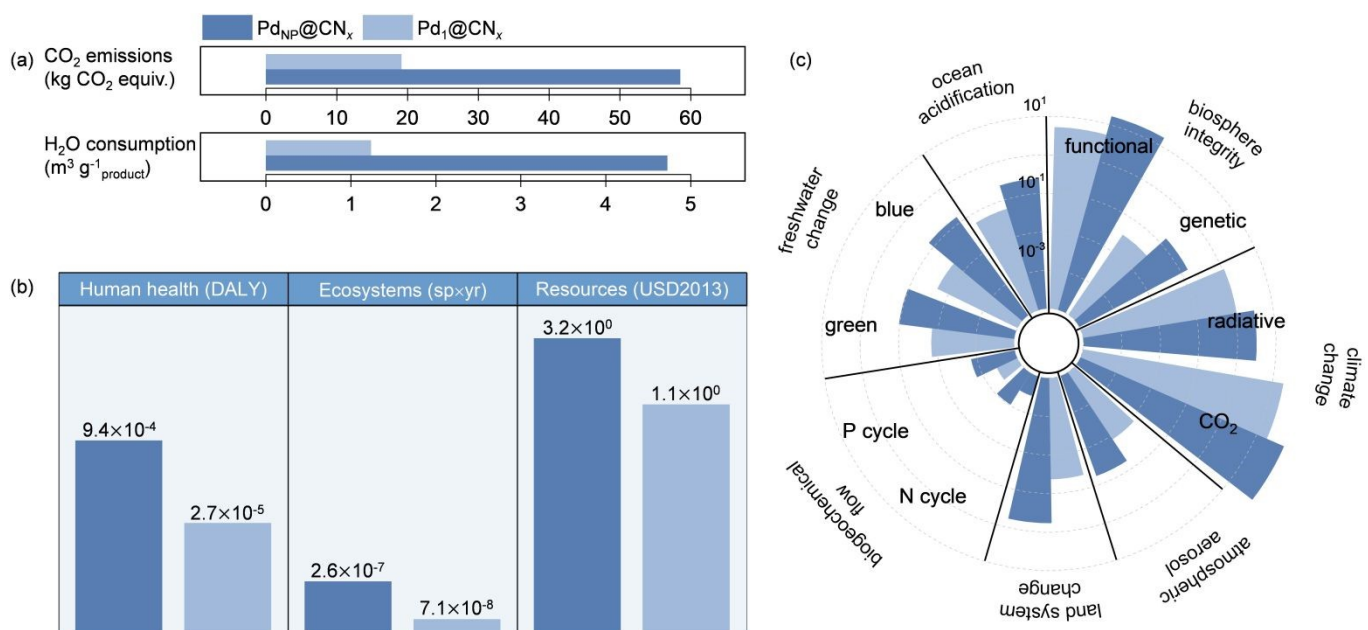 Pd_NP@CN_x Pd_1@CN_x
(a)
CO₂ emissions
(kg CO₂ equiv.)
0 10 20 30 40 50 60
H₂O consumption
(m³ g⁻¹_product)
0 1 2 3 4 5
(b)
Human health (DALY) Ecosystems (sp×yr) Resources (USD2013)
9.4×10⁻⁴
2.7×10⁻⁵
2.6×10⁻⁷
7.1×10⁻⁸
3.2×10⁰
1.1×10⁰
(c)
ocean
acidification
10¹
10⁻¹
10⁻³
functional
biosphere
integrity
genetic
radiative
climate
change
CO₂
atmospheric
aerosol
land system
change
N cycle
P cycle
biogeochemical
flow
green
blue
freshwater
change